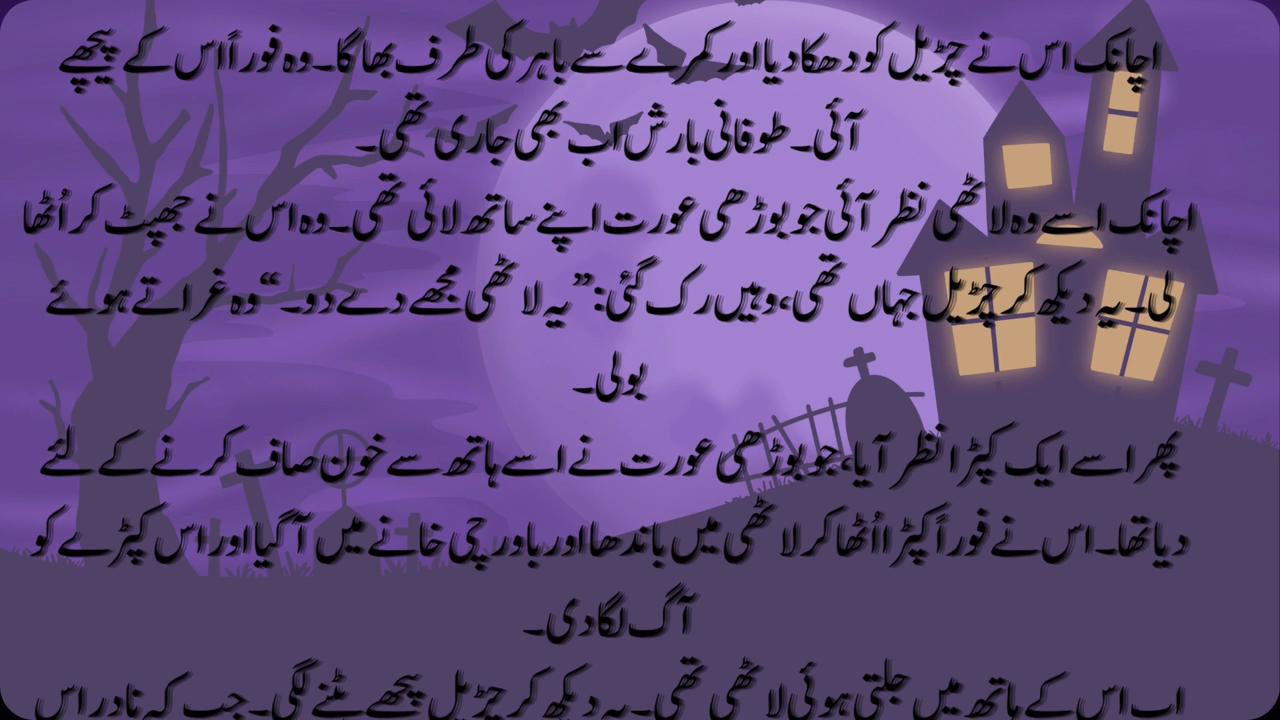 اچانک اس نے چڑیل کو دھکا دیا اور کمرے سے باہر کی طرف بھاگا۔ وہ فوراً اس کے پیچھے
آئی۔ طوفانی بارش اب بھی جاری تھی۔
اچانک اسے وہ لاٹھی نظر آئی جو بوڑھی عورت اپنے ساتھ لائی تھی۔ وہ اس نے جھپٹ کر اُٹھا
لی۔ یہ دیکھ کر چڑیل جہاں تھی، وہیں رک گئی: ”یہ لاٹھی مجھے دے دو۔“ وہ غراتے ہوئے
بولی۔
پھر اسے ایک کپڑا نظر آیا، جو بوڑھی عورت نے اسے ہاتھ سے خون صاف کرنے کے لئے
دیا تھا۔ اس نے فوراً کپڑا اُٹھا کر لاٹھی میں باندھا اور باورچی خانے میں آ گیا اور اس کپڑے کو
آگ لگا دی۔
اب اس کے ہاتھ میں جلتی ہوئی لاٹھی تھی۔ یہ دیکھ کر چڑیل پیچھے ہٹنے لگی۔ جب کہ نادر اس